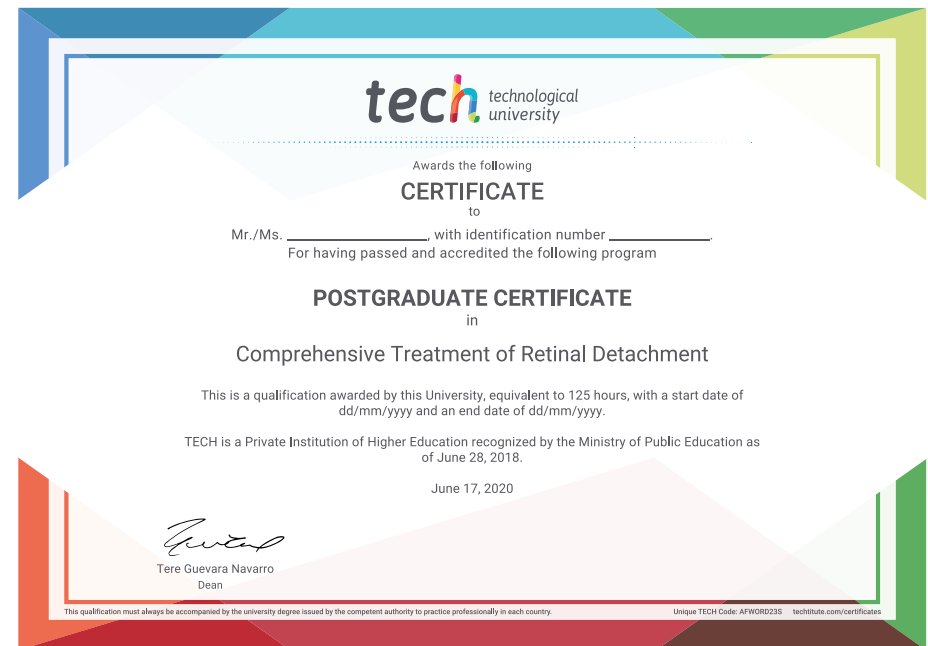 tech technological
university
Awards the following
CERTIFICATE
to
Mr./Ms. ____________________, with identification number ______________.
For having passed and accredited the following program
POSTGRADUATE CERTIFICATE
in
Comprehensive Treatment of Retinal Detachment
This is a qualification awarded by this University, equivalent to 125 hours, with a start date of
dd/mm/yyyy and an end date of dd/mm/yyyy.
TECH is a Private Institution of Higher Education recognized by the Ministry of Public Education as
of June 28, 2018.
June 17, 2020
Tere Guevara Navarro
Dean
This qualification must always be accompanied by the university degree issued by the competent authority to practice professionally in each country.
Unique TECH Code: AFWORD23S techtitute.com/certificates